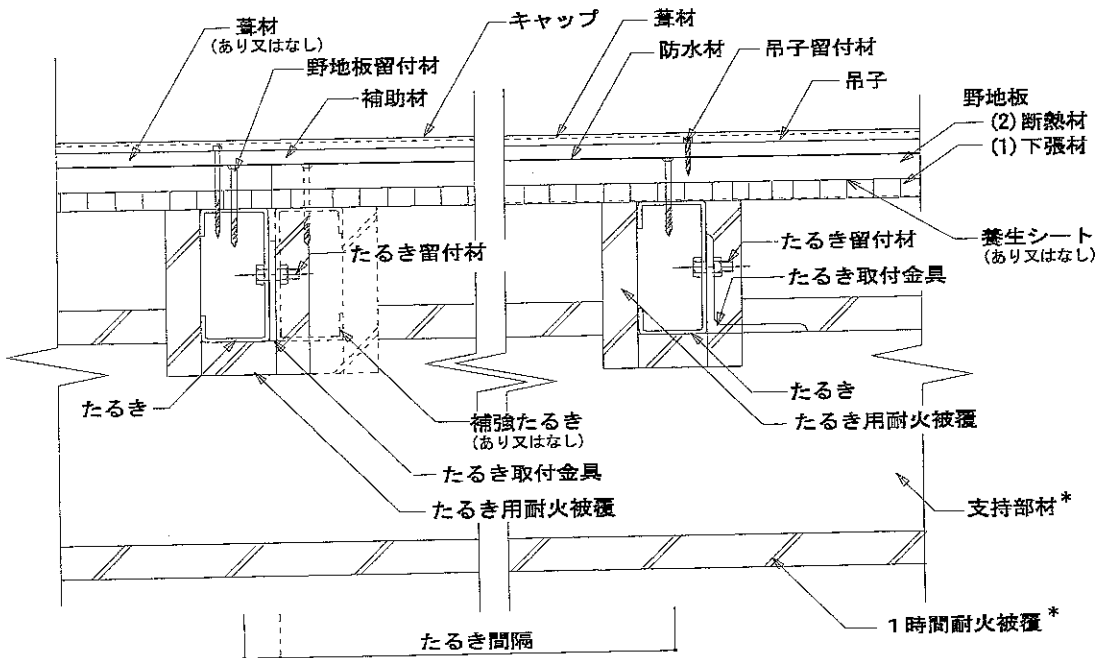 キャップ
葺材
葺材
(あり又はなし)
防水材
吊子留付材
野地板留付材
吊子
補助材
野地板
(2)断熱材
(1)下張材
たるき留付材
たるき留付材
養生シート
(あり又はなし)
たるき取付金具
たるき
たるき
補強たるき
(あり又はなし)
たるき用耐火被覆
たるき取付金具
たるき用耐火被覆
支持部材*
1時間耐火被覆*
たるき間隔